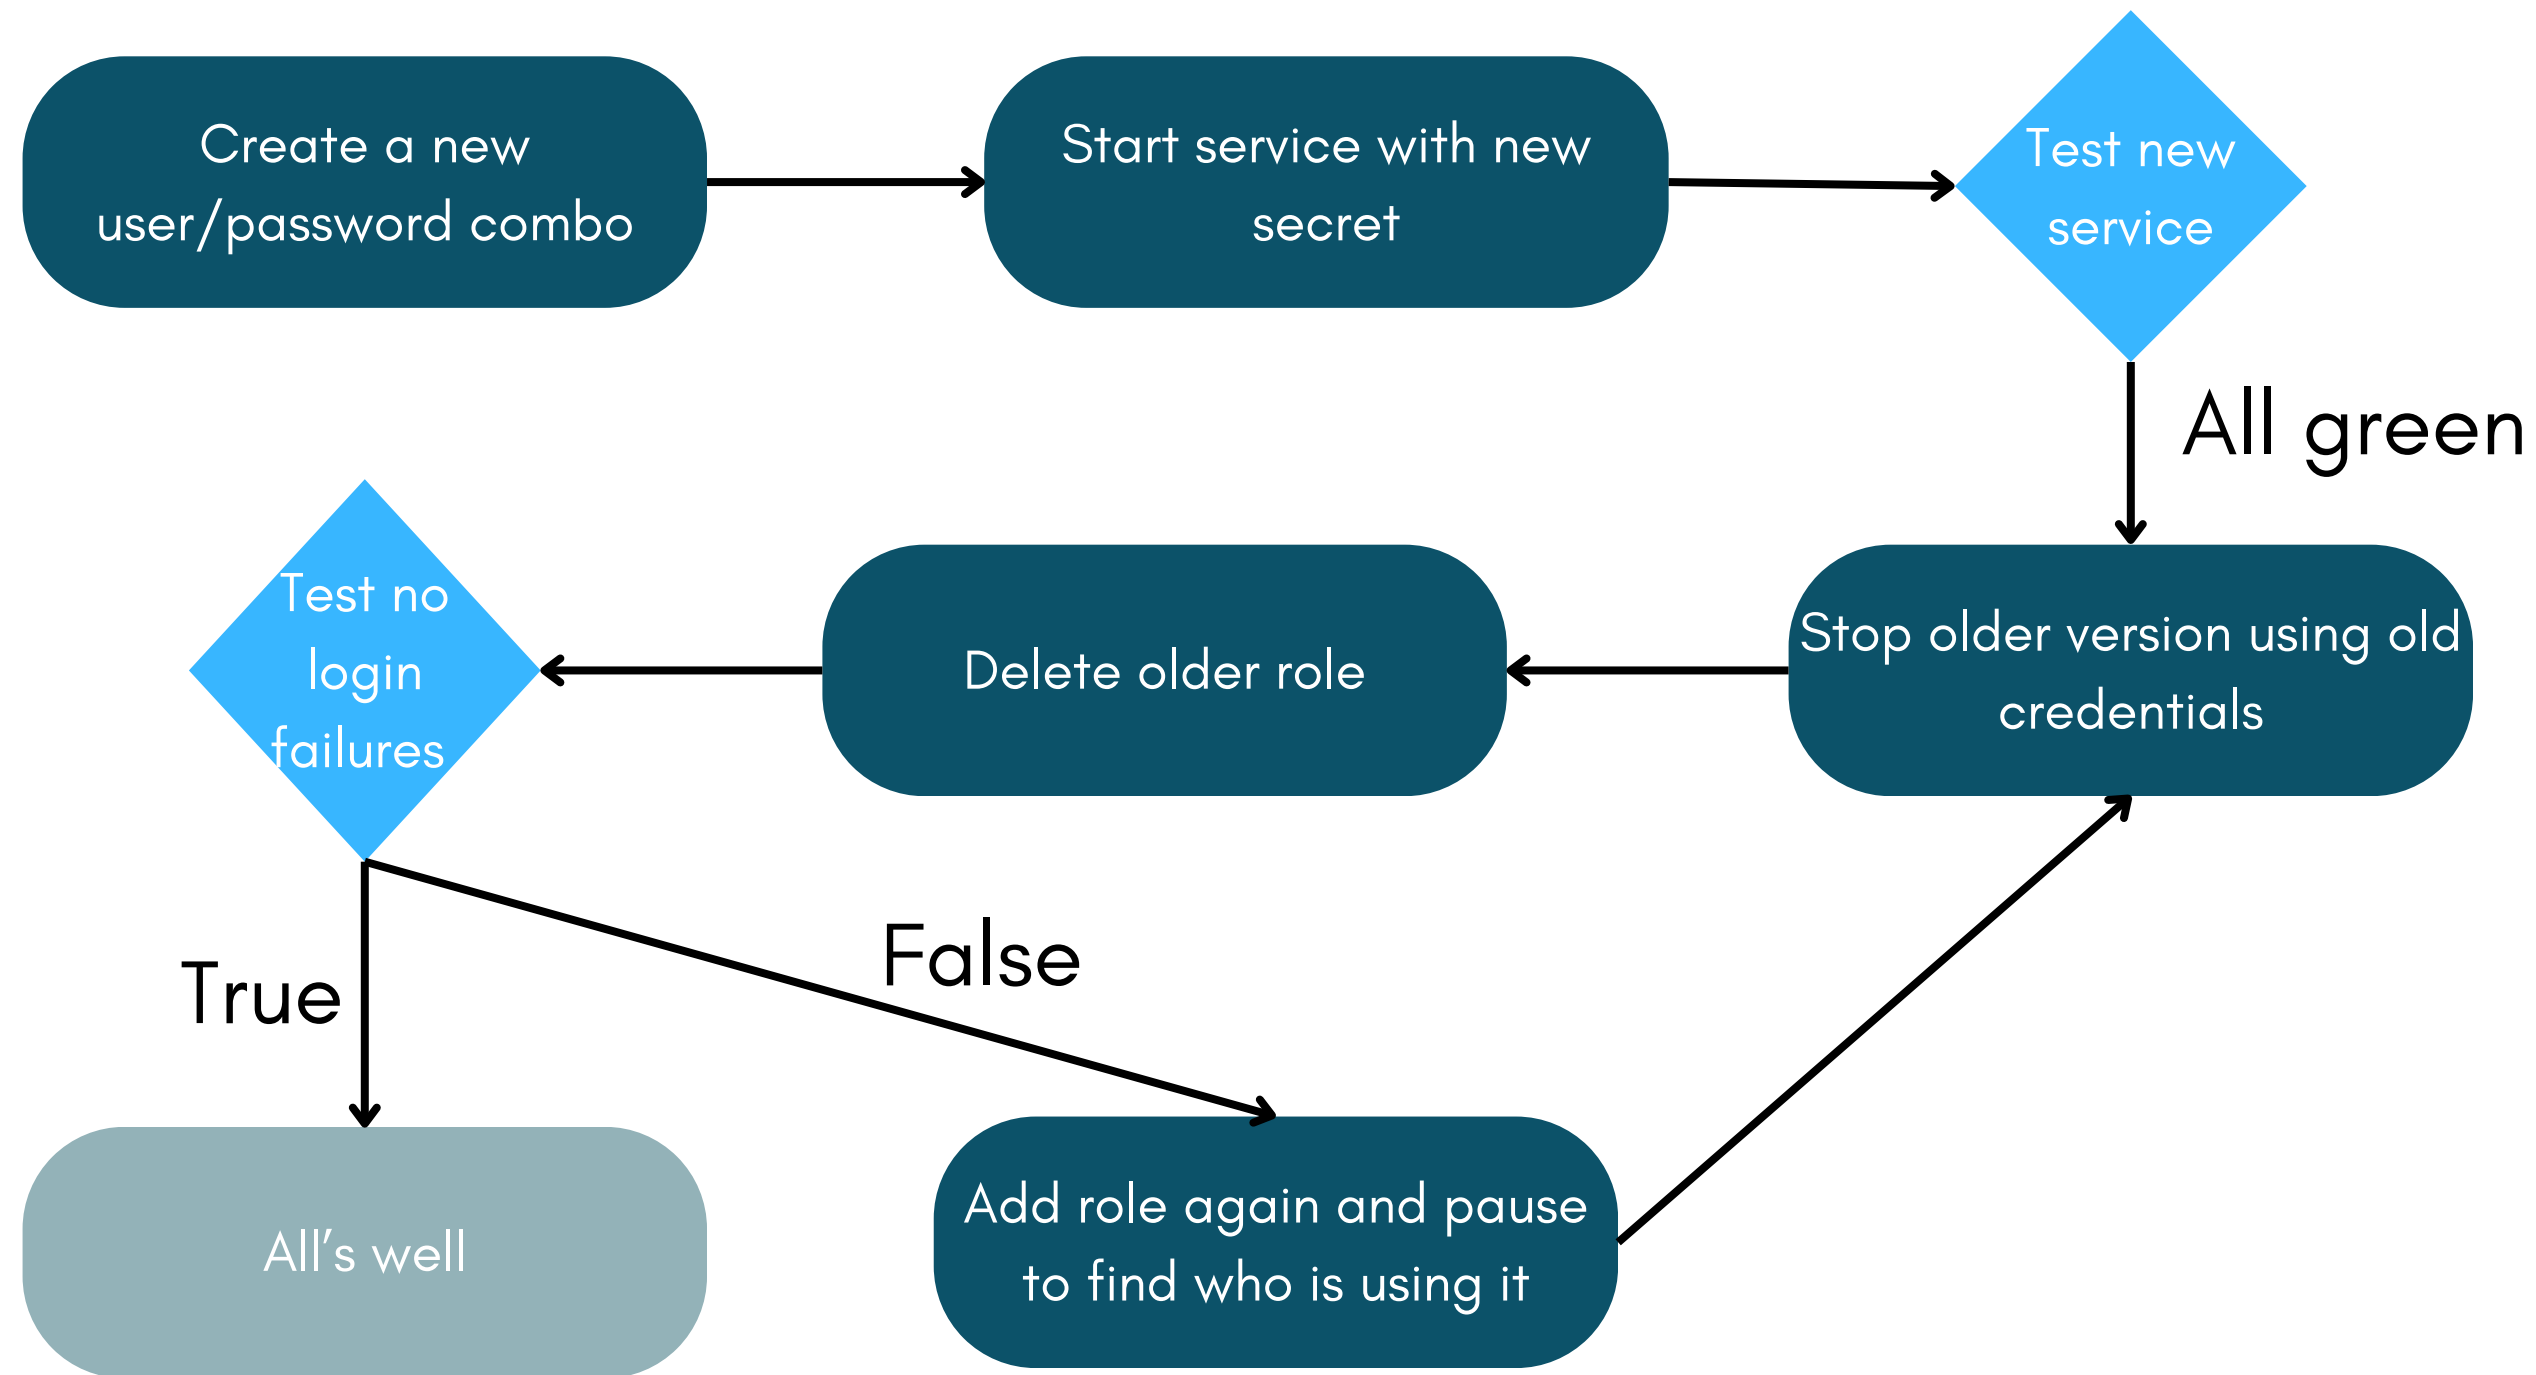 Create a new
user/password combo
Start service with new
secret
Test new
service
All green
Stop older version using old
credentials
Delete older role
Test no
login
failures
True
False
All's well
Add role again and pause
to find who is using it